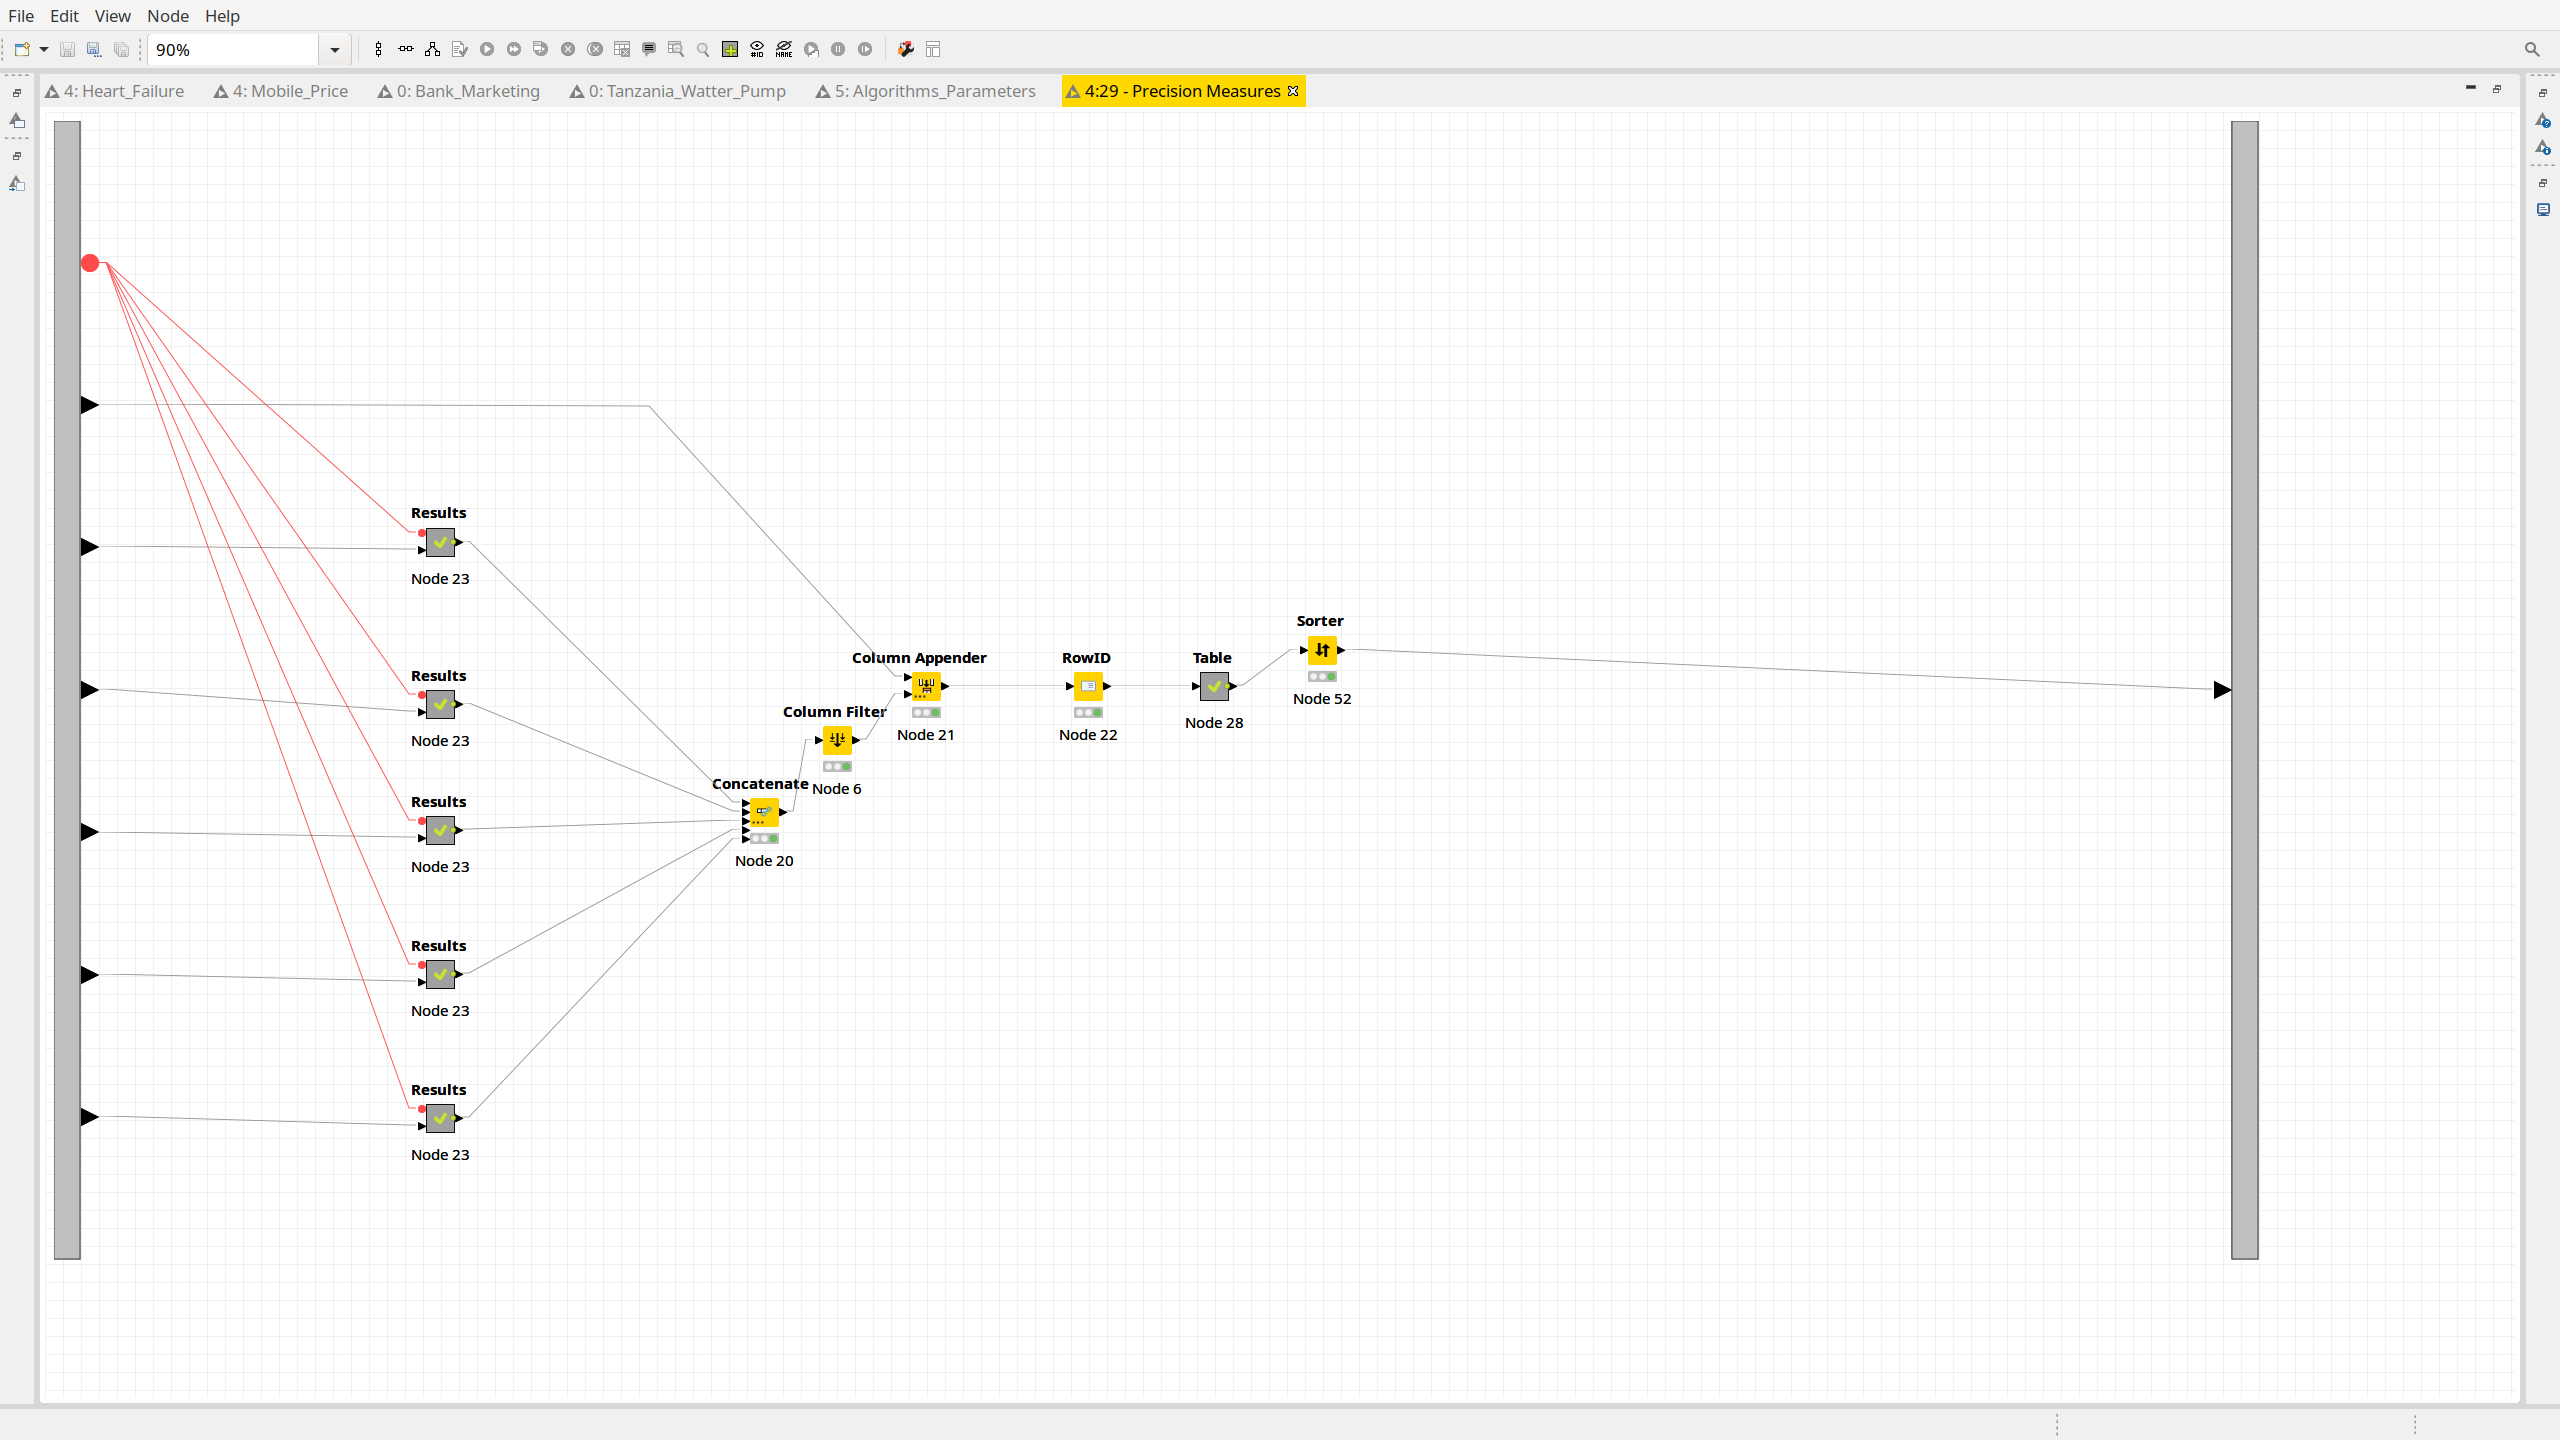 File Edit View Node Help
90%
#ID NAME
4: Heart_Failure 4: Mobile_Price 0: Bank_Marketing 0: Tanzania_Watter_Pump 5: Algorithms_Parameters 4:29 - Precision Measures
Results
Node 23
Results
Node 23
Results
Node 23
Results
Node 23
Results
Node 23
Concatenate
Node 20
Column Filter
Node 6
Column Appender
Node 21
RowID
Node 22
Table
Node 28
Sorter
Node 52